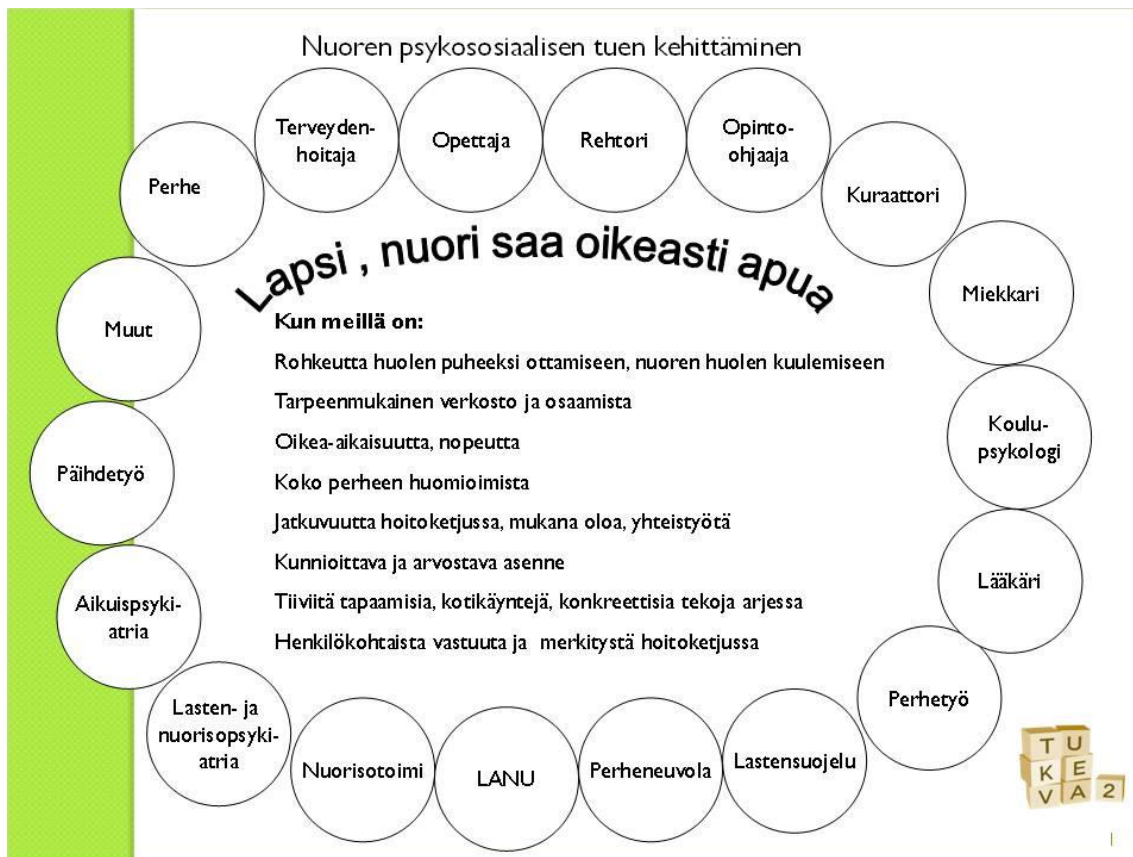 Nuoren psykososiaalisen tuen kehittäminen
Terveyden-
hoitaja
Opettaja
Rehtori
Opinto-
ohjaaja
Perhe
Kuraattori
Lapsi , nuori saa oikeasti apua
Miekkari
Muut
Kun meillä on:
Rohkeutta huolen puheeksi ottamiseen, nuoren huolen kuulemiseen
Tarpeenmukainen verkosto ja osaamista
Oikea-aikaisuutta, nopeutta
Koko perheen huomioimista
Jatkuvuutta hoitoketjussa, mukana oloa, yhteistyötä
Kunnioittava ja arvostava asenne
Tiiviitä tapaamisia, kotikäyntejä, konkreettisia tekoja arjessa
Henkilökohtaista vastuuta ja merkitystä hoitoketjussa
Koulu-
psykologi
Päihdetyö
Lääkäri
Aikuispsyki-
atria
Perhetyö
Lasten- ja
nuorisopsyki-
atria
Nuorisotoimi
LANU
Perheneuvola
Lastensuojelu
T U
K E
V A 2
1